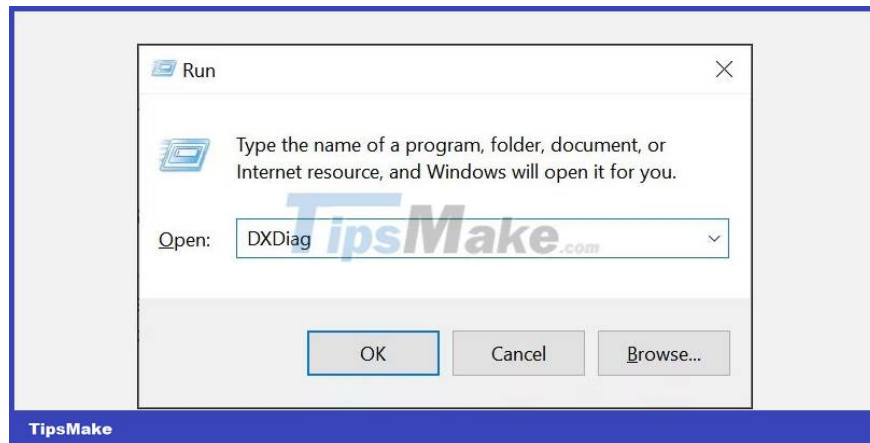 Run
Type the name of a program, folder, document, or
Internet resource, and Windows will open it for you.
TipsMake.com
Open: DXDiag
OK Cancel Browse...
TipsMake